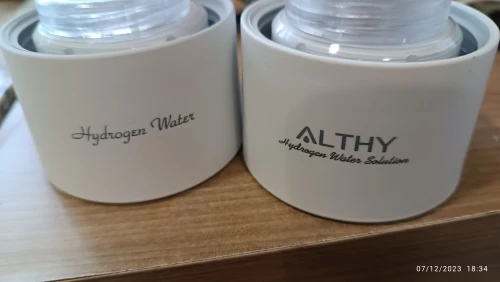 Hydrogen Water
ALTHY
Hydrogen Water Solution
07/12/2023 18:34